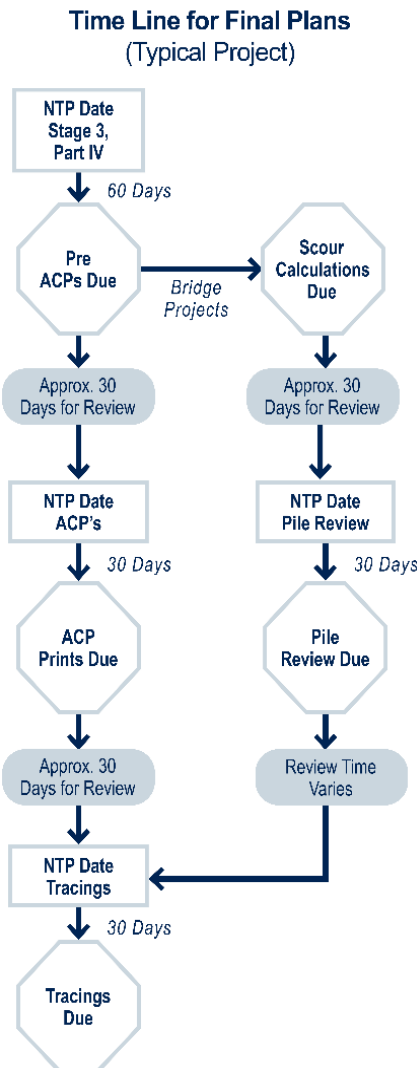 Time Line for Final Plans
(Typical Project)
NTP Date
Stage 3,
Part IV
60 Days
Pre
ACPs Due
Bridge
Projects
Scour
Calculations
Due
Approx. 30
Days for Review
Approx. 30
Days for Review
NTP Date
ACP's
NTP Date
Pile Review
30 Days
30 Days
ACP
Prints Due
Pile
Review Due
Approx. 30
Days for Review
Review Time
Varies
NTP Date
Tracings
30 Days
Tracings
Due